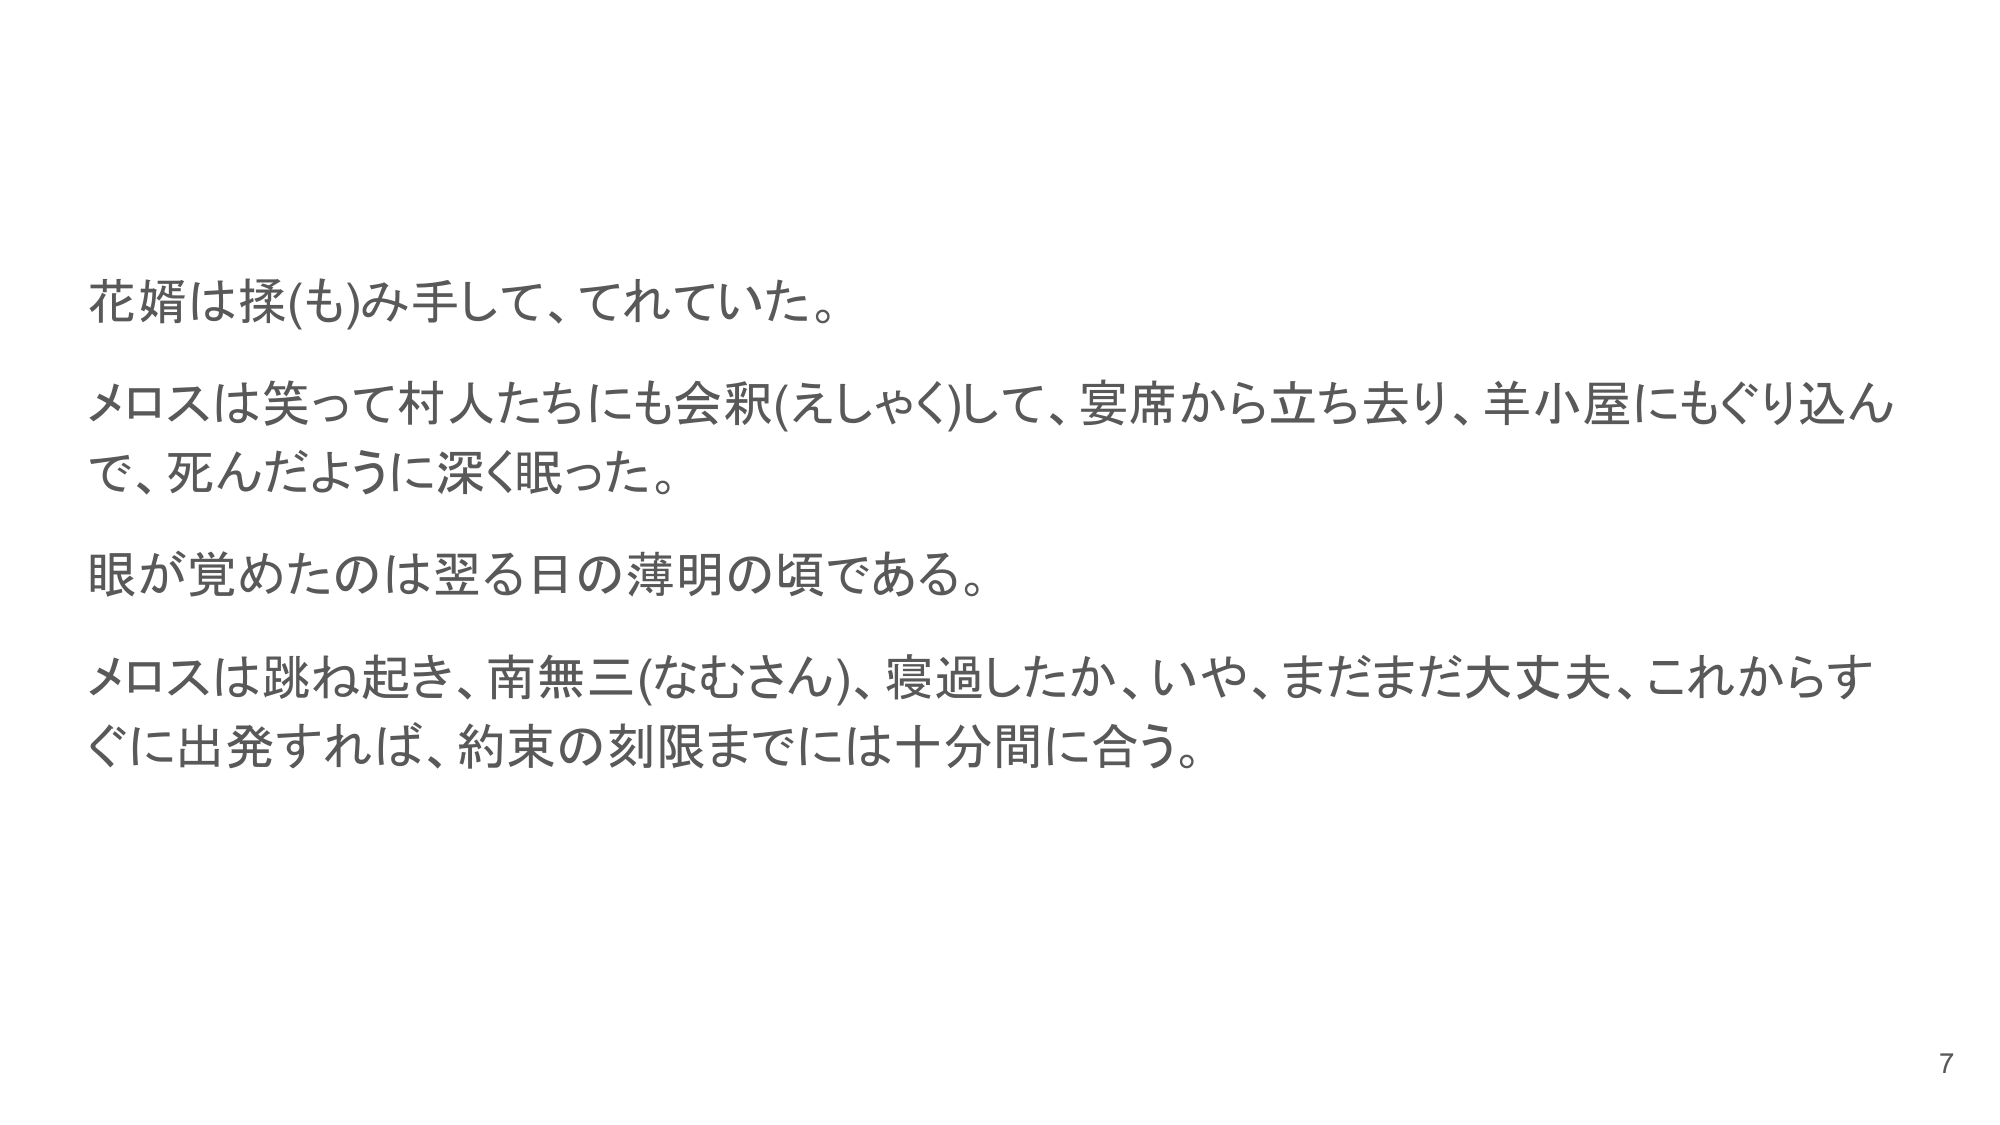 花婿は揉(も)み手して、てれていた。
メロスは笑って村人たちにも会釈(えしゃく)して、宴席から立ち去り、羊小屋にもぐり込ん
で、死んだように深く眠った。
眼が覚めたのは翌る日の薄明の頃である。
メロスは跳ね起き、南無三(なむさん)、寝過したか、いや、まだまだ大丈夫、これからす
ぐに出発すれば、約束の刻限までには十分間に合う。
7